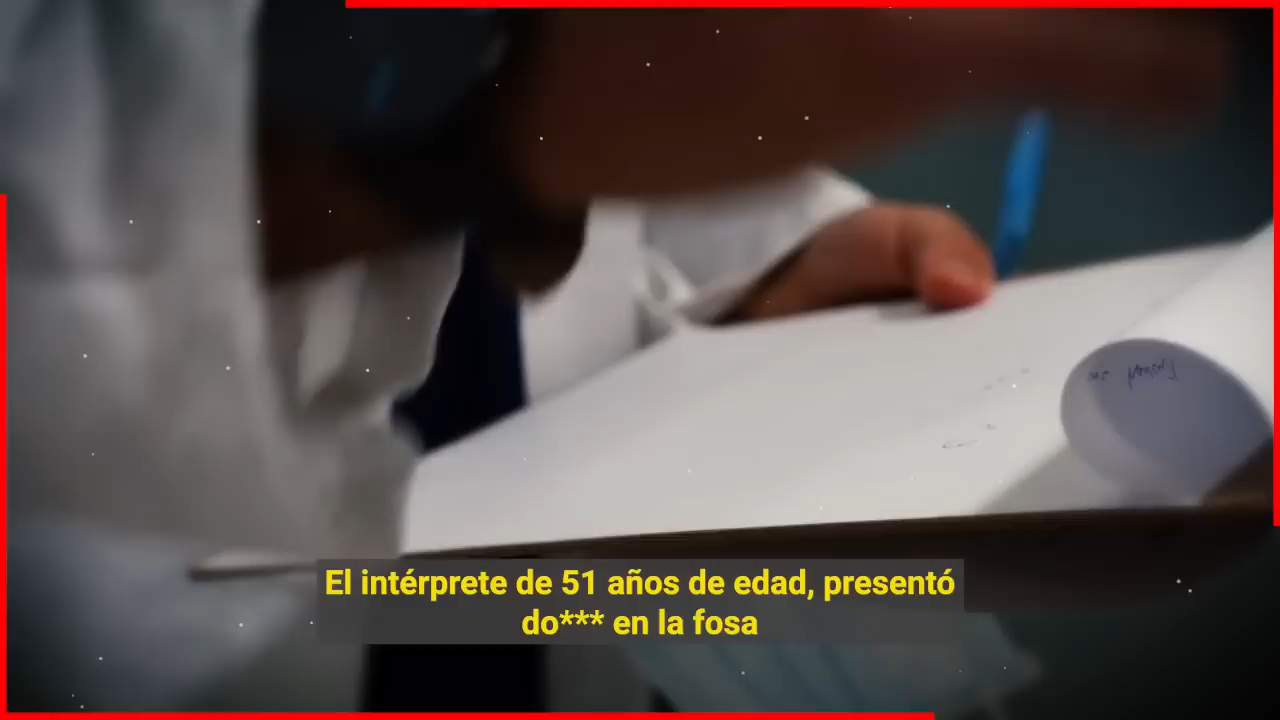 El intérprete de 51 años de edad, presentó
do*** en la fosa